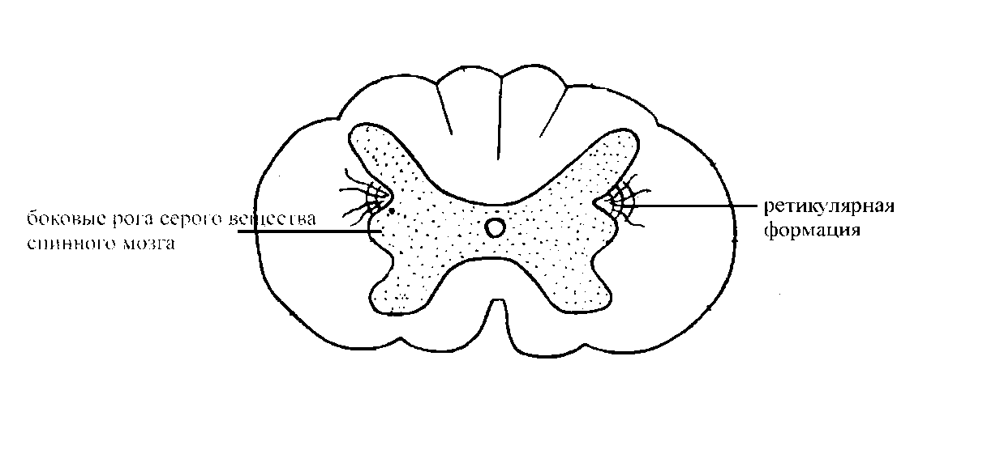 боковые рога серого вещества
спинного мозга
ретикулярная
формация